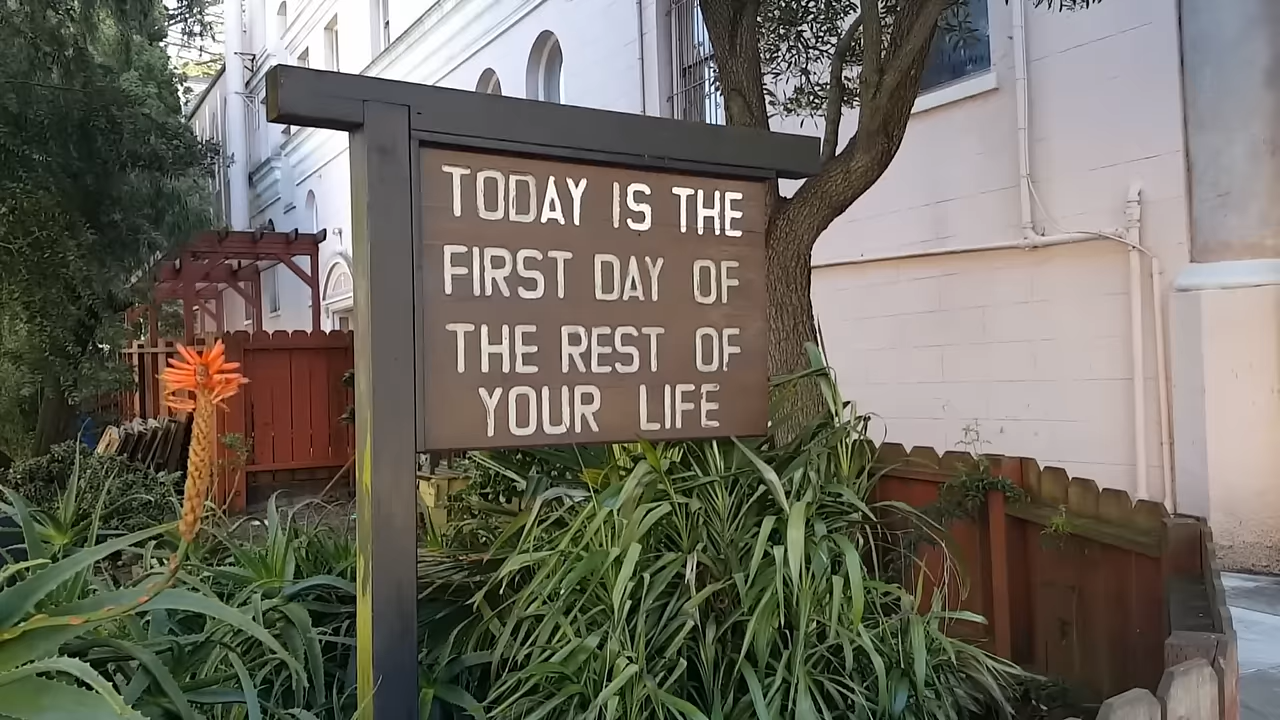 TODAY IS THE
FIRST DAY OF
THE REST OF
YOUR LIFE